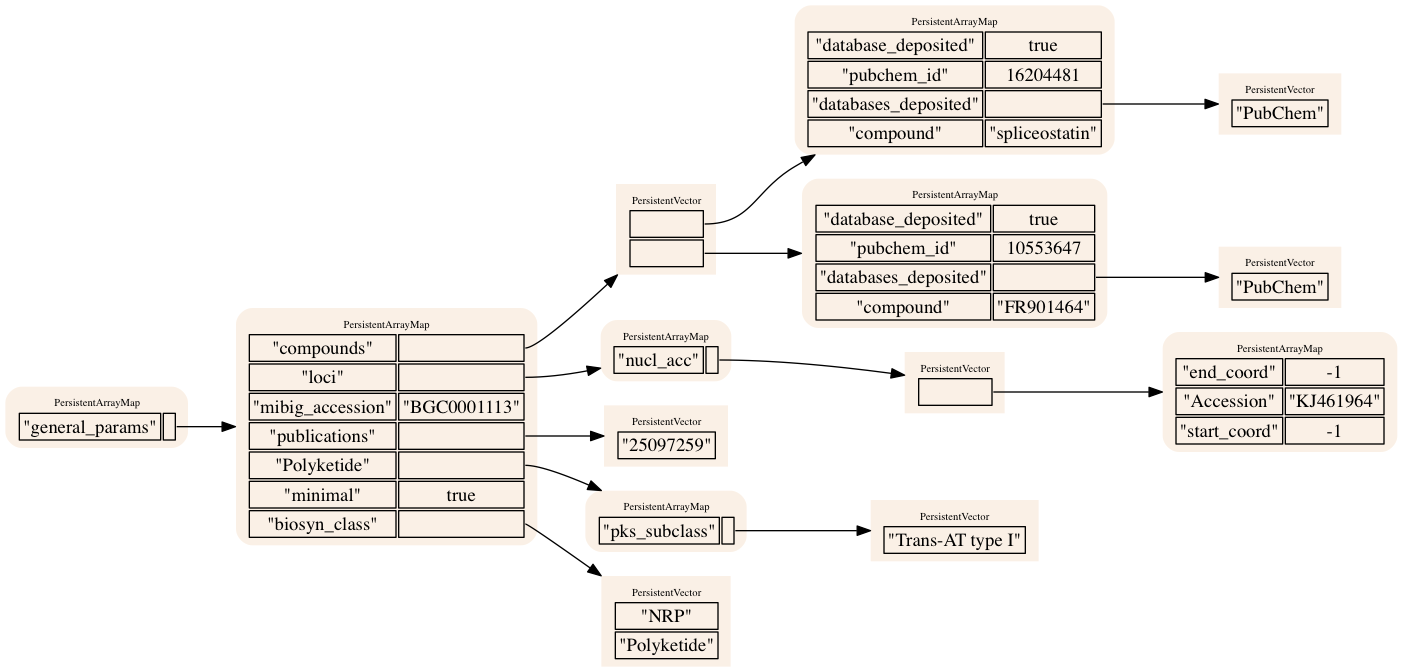 PersistentArrayMap
"general_params"
PersistentArrayMap
"compounds"
"loci"
"mibig_accession" "BGC0001113"
"publications"
"Polyketide"
"minimal" true
"biosyn_class"
PersistentVector
PersistentArrayMap
"database_deposited" true
"pubchem_id" 16204481
"databases_deposited"
"compound" "spliceostatin"
PersistentVector
"PubChem"
PersistentArrayMap
"database_deposited" true
"pubchem_id" 10553647
"databases_deposited"
"compound" "FR901464"
PersistentVector
"PubChem"
PersistentArrayMap
"nucl_acc"
PersistentVector
PersistentArrayMap
"end_coord" -1
"Accession" "KJ461964"
"start_coord" -1
PersistentVector
"25097259"
PersistentArrayMap
"pks_subclass"
PersistentVector
"Trans-AT type I"
PersistentVector
"NRP"
"Polyketide"